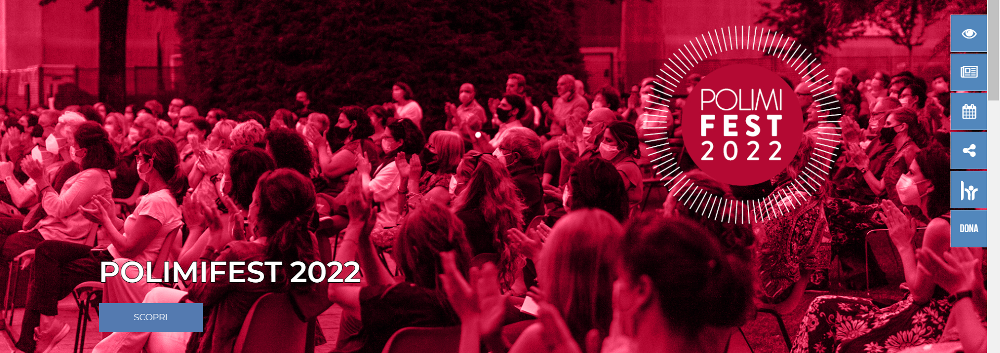 POLIMI
FEST
2022
DONA
POLIMIFEST 2022
SCOPRI